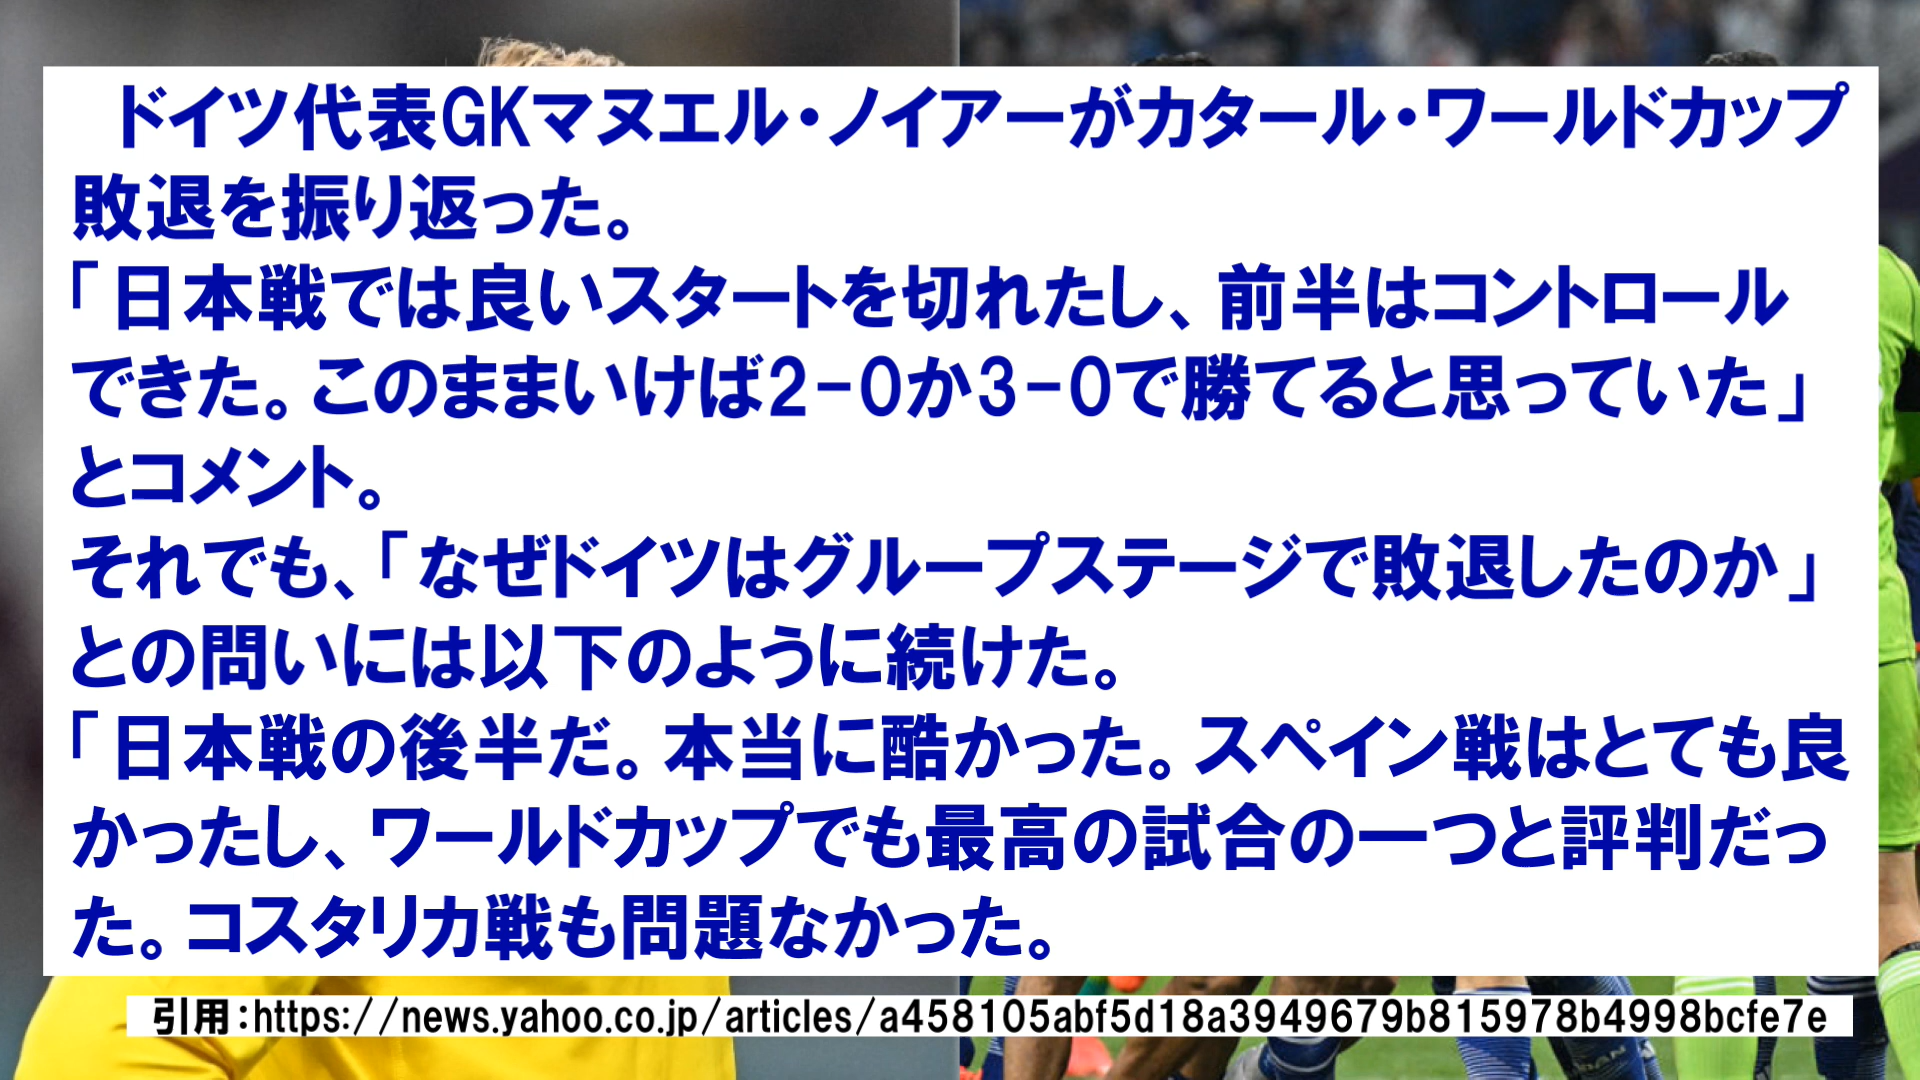 ドイツ代表GKマヌエル・ノイアーがカタール・ワールドカップ
敗退を振り返った。
「日本戦では良いスタートを切れたし、前半はコントロール
できた。このままいけば2-0か3-0で勝てると思っていた」
とコメント。
それでも、「なぜドイツはグループステージで敗退したのか」
との問いには以下のように続けた。
「日本戦の後半だ。本当に酷かった。スペイン戦はとても良
かったし、ワールドカップでも最高の試合の一つと評判だっ
た。コスタリカ戦も問題なかった。
引用:https://news.yahoo.co.jp/articles/a458105abf5d18a3949679b815978b4998bcfe7e